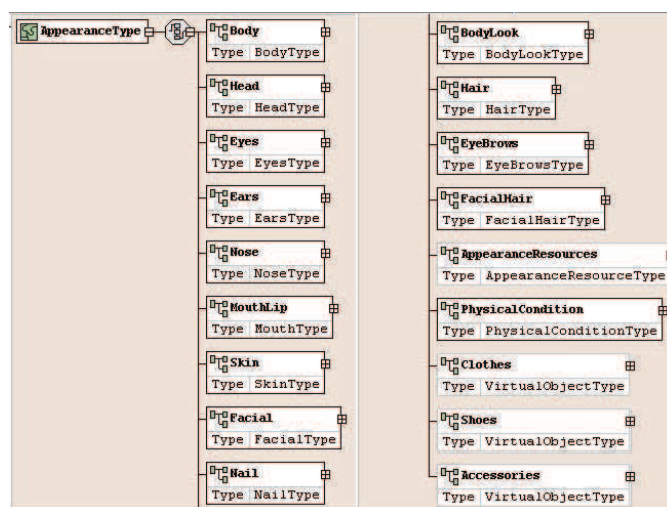 AppearanceType
Body
Type BodyType
Head
Type HeadType
Eyes
Type EyesType
Ears
Type EarsType
Nose
Type NoseType
MouthLip
Type MouthType
Skin
Type SkinType
Facial
Type FacialType
Nail
Type NailType
BodyLook
Type BodyLookType
Hair
Type HairType
EyeBrows
Type EyeBrowsType
FacialHair
Type FacialHairType
AppearanceResources
Type AppearanceResourceType
PhysicalCondition
Type PhysicalConditionType
Clothes
Type VirtualObjectType
Shoes
Type VirtualObjectType
Accessories
Type VirtualObjectType